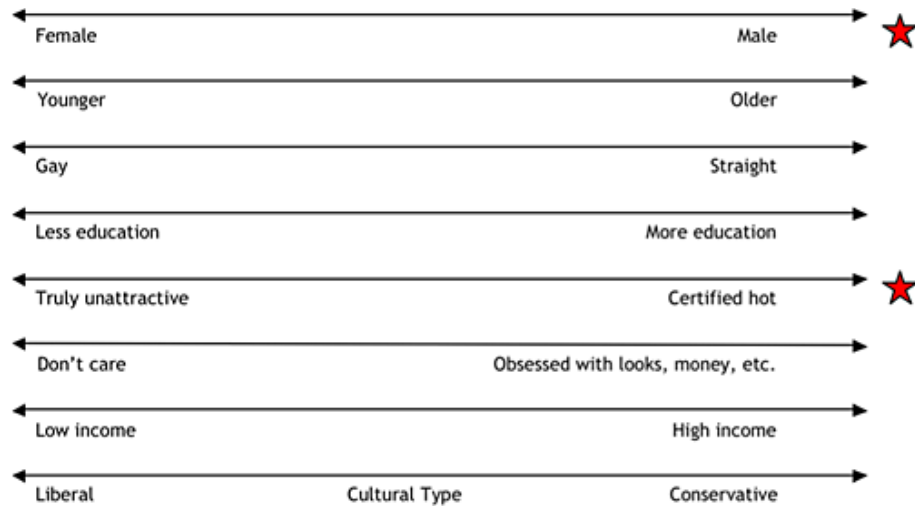 Female Male
Younger Older
Gay Straight
Less education More education
Truly unattractive Certified hot
Don't care Obsessed with looks, money, etc.
Low income High income
Liberal Cultural Type Conservative